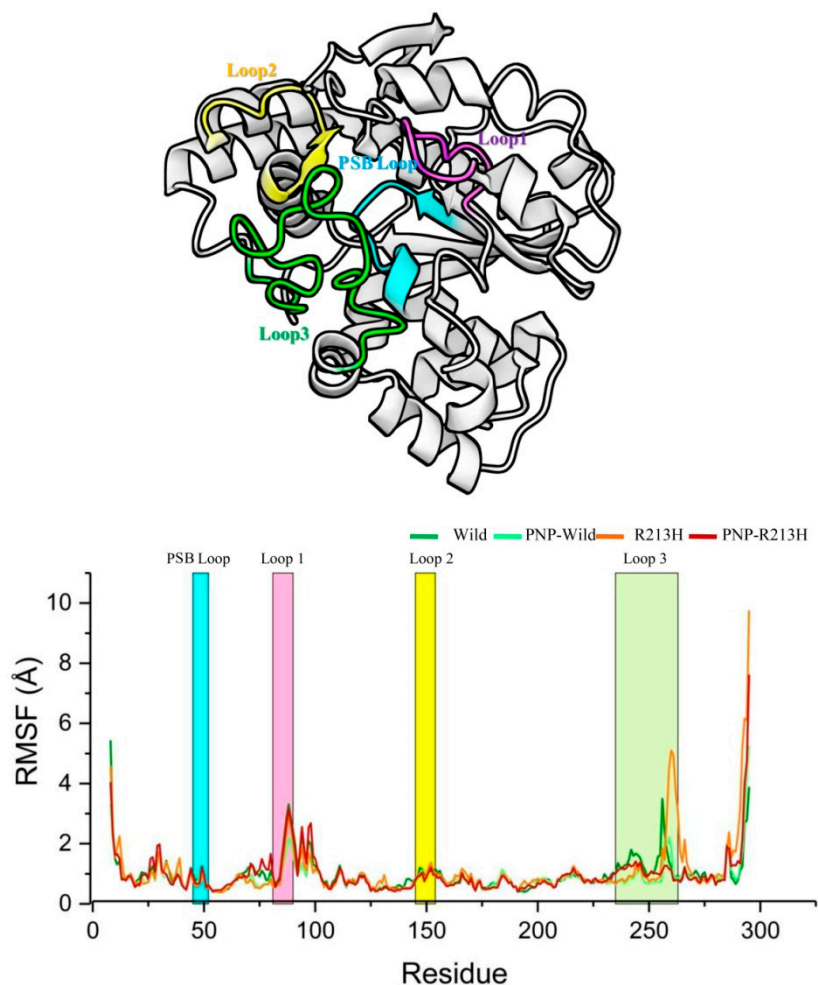 Loop2
Loop1
PSB Loop
Loop3
Wild PNP-Wild R213H PNP-R213H
PSB Loop Loop 1 Loop 2 Loop 3
10
8
6
4
2
0
RMSF (Å)
0 50 100 150 200 250 300
Residue